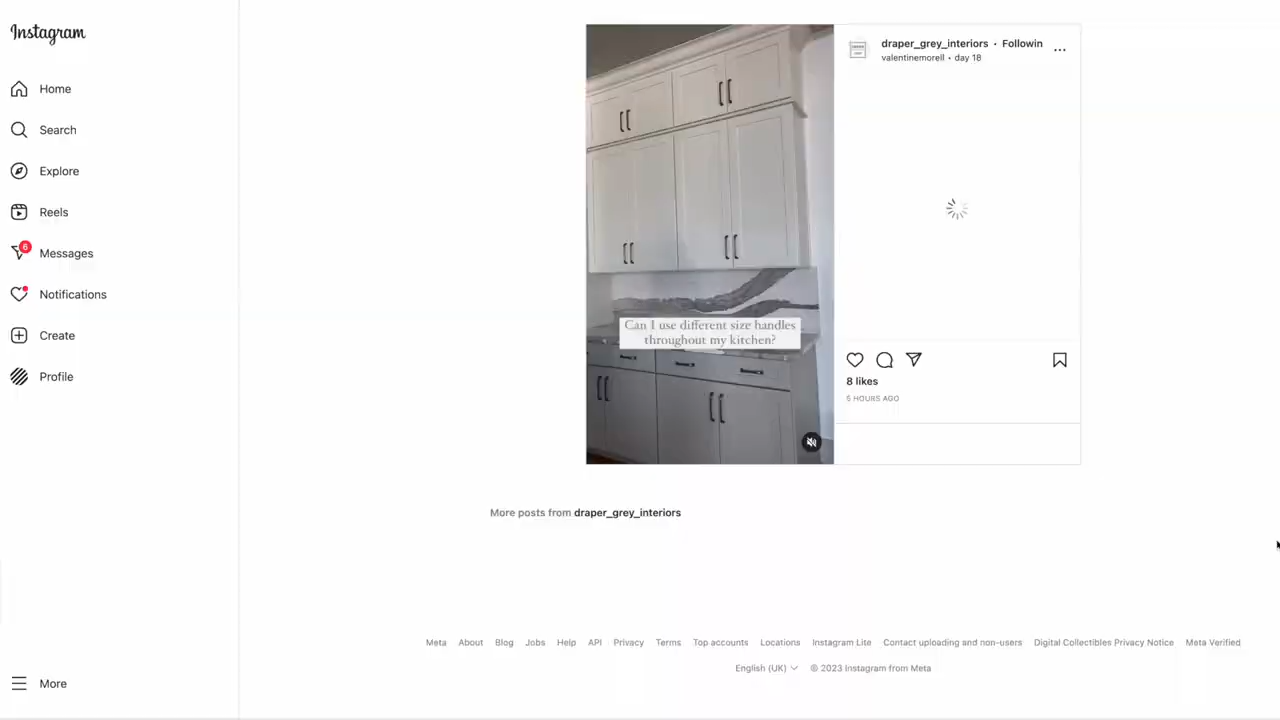 Instagram
Home
Search
Explore
Reels
6
Messages
Notifications
Create
Profile
More
Can I use different size handles
throughout my kitchen?
draper_grey_interiors • Followin
valentinemorell • day 18
8 likes
5 HOURS AGO
More posts from draper_grey_interiors
Meta About Blog Jobs Help API Privacy Terms Top accounts Locations Instagram Lite Contact uploading and non-users Digital Collectibles Privacy Notice Meta Verified
English (UK) © 2023 Instagram from Meta